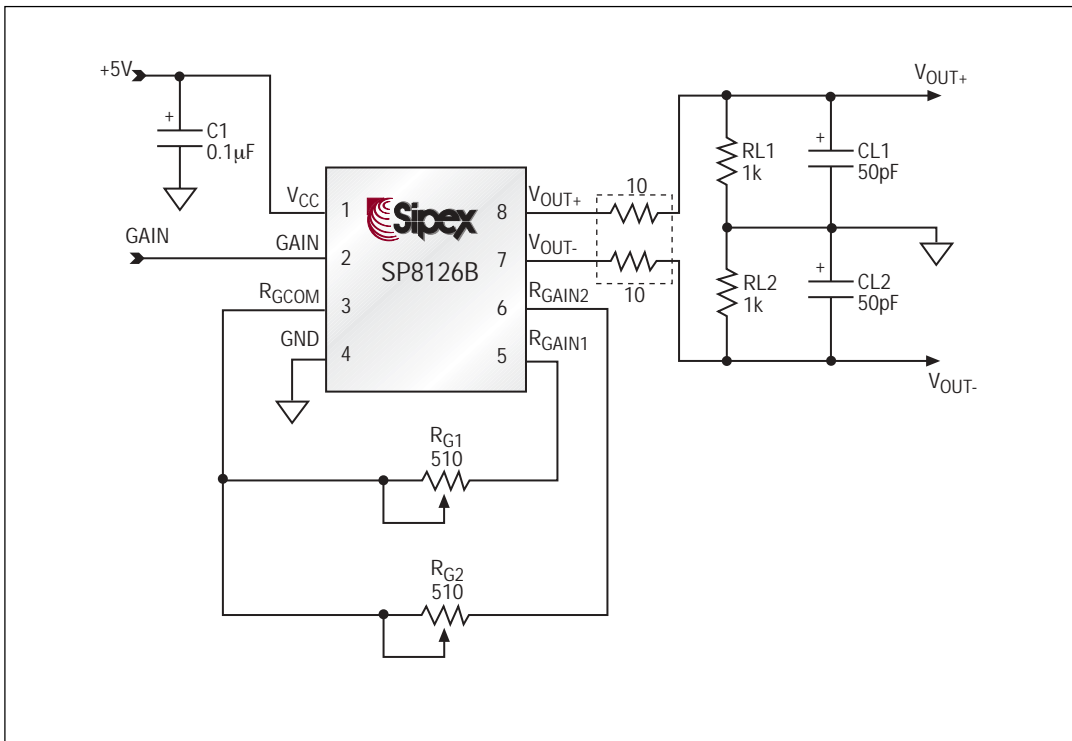 +5V
+
C1
0.1µF
GAIN
VCC
GAIN
RGCOM
GND
1
2
3
4
Sipex
SP8126B
8
7
6
5
VOUT+
VOUT-
RGAIN2
RGAIN1
10
10
RL1
1k
RL2
1k
+
CL1
50pF
+
CL2
50pF
VOUT+
VOUT-
RG1
510
RG2
510